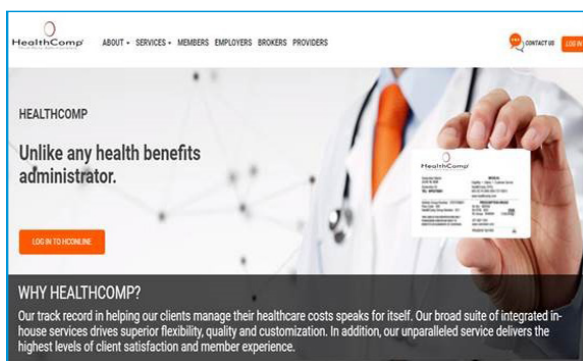 HealthComp
ABOUT SERVICES MEMBERS EMPLOYERS BROKERS PROVIDERS
CONTACT US
LOG IN
HEALTHCOMP
Unlike any health benefits
administrator.
LOG IN TO HCONLINE
HealthComp
WHY HEALTHCOMP?
Our track record in helping our clients manage their healthcare costs speaks for itself. Our broad suite of integrated in-
house services drives superior flexibility, quality and customization. In addition, our unparalleled service delivers the
highest levels of client satisfaction and member experience.